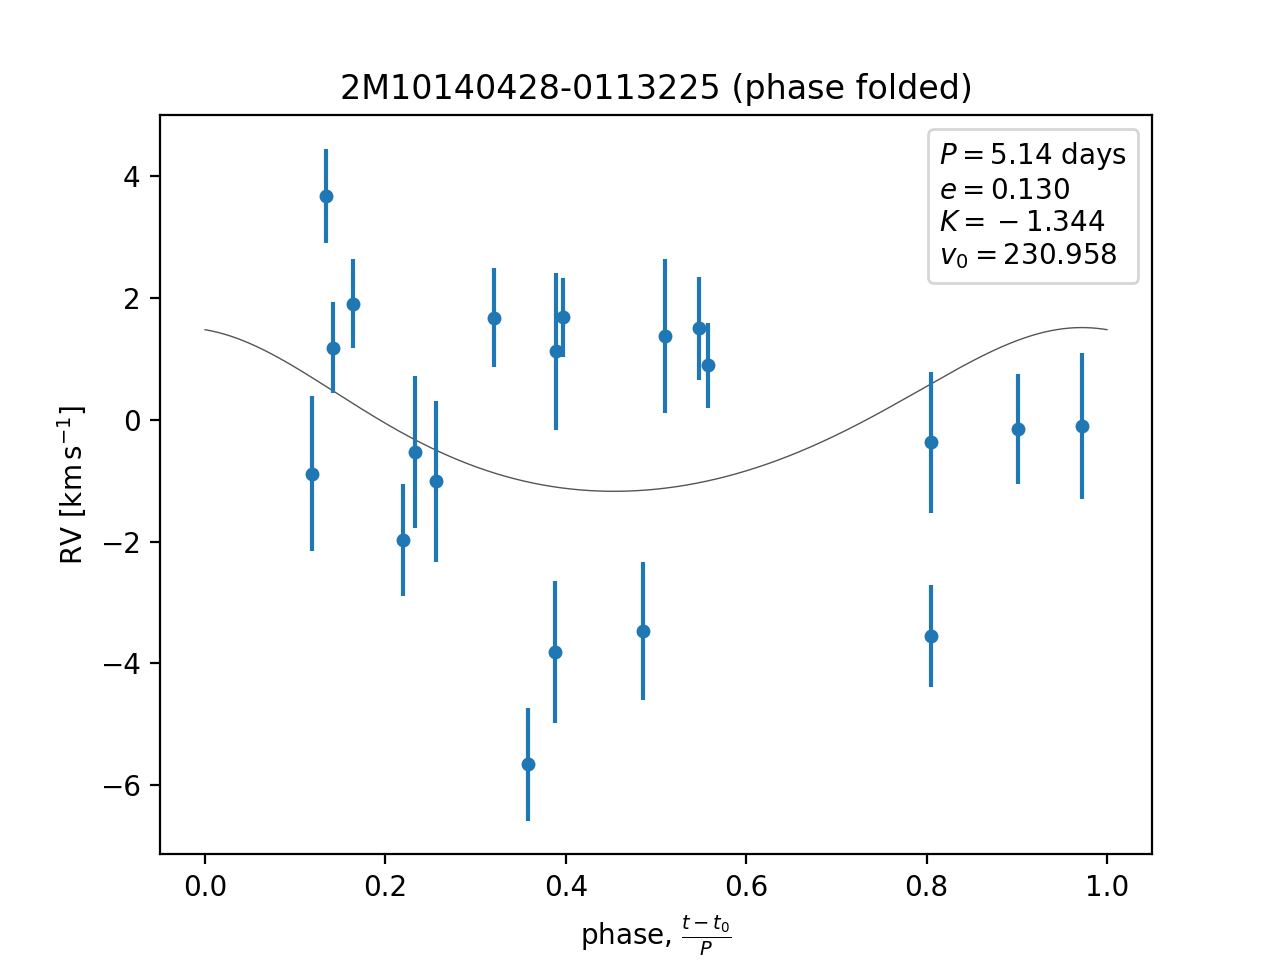 2M10140428-0113225 (phase folded)
P = 5.14 days
e = 0.130
K = −1.344
v₀ = 230.958
RV [km s⁻¹]
4
2
0
−2
−4
−6
0.0 0.2 0.4 0.6 0.8 1.0
phase, (t − t₀)/P